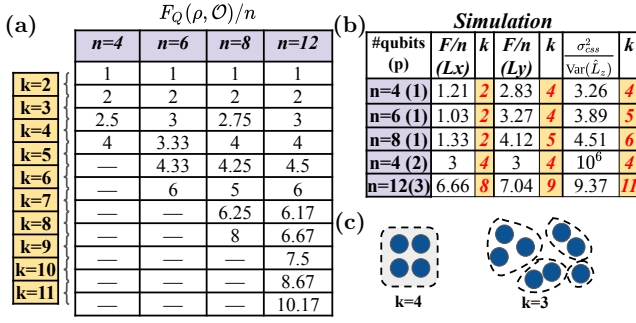 (a)
F_Q(ρ, O)/n
n=4 n=6 n=8 n=12
1 1 1 1
k=2
2 2 2 2
k=3
2.5 3 2.75 3
k=4
4 3.33 4 4
k=5
— 4.33 4.25 4.5
k=6
— 6 5 6
k=7
— — 6.25 6.17
k=8
— — 8 6.67
k=9
— — — 7.5
k=10
— — — 8.67
k=11
— — — 10.17
(b)
Simulation
#qubits (p) F/n (Lx) k F/n (Ly) k σ²_css / Var(L̂_z) k
n=4 (1) 1.21 2 2.83 4 3.26 4
n=6 (1) 1.03 2 3.27 4 3.89 5
n=8 (1) 1.33 2 4.12 5 4.51 6
n=4 (2) 3 4 3 4 10⁶ 4
n=12(3) 6.66 8 7.04 9 9.37 11
(c)
k=4 k=3